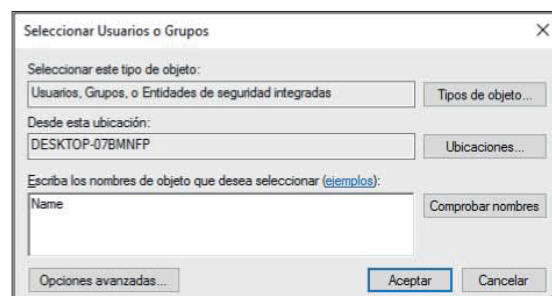 Seleccionar Usuarios o Grupos
Seleccionar este tipo de objeto:
Usuarios, Grupos, o Entidades de seguridad integradas
Tipos de objeto...
Desde esta ubicación:
DESKTOP-07BMNFP
Ubicaciones...
Escriba los nombres de objeto que desea seleccionar (ejemplos):
Name
Comprobar nombres
Opciones avanzadas...
Aceptar
Cancelar